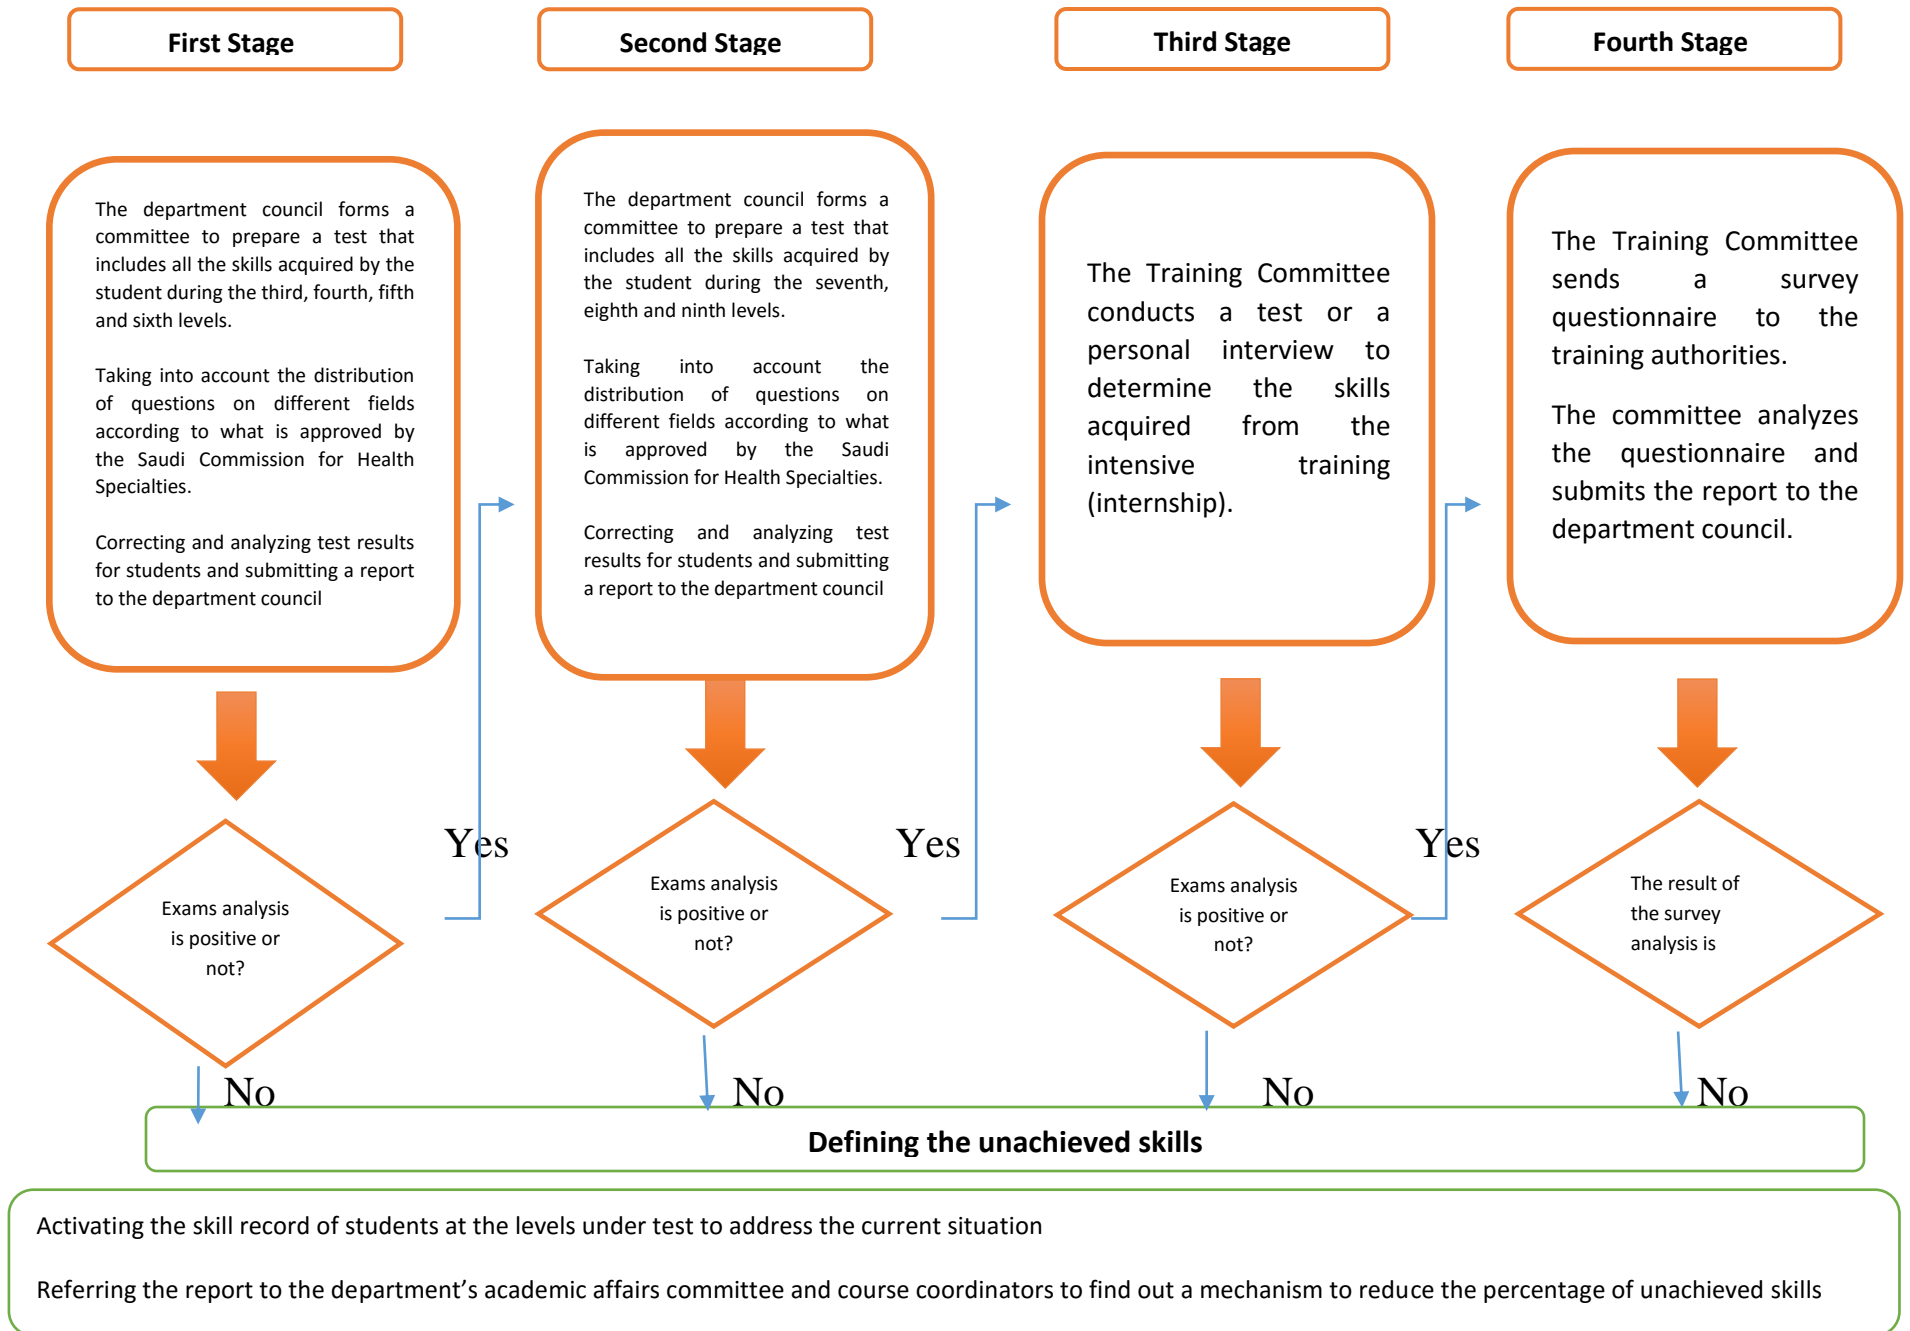 First Stage
Second Stage
Third Stage
Fourth Stage
The department council forms a
committee to prepare a test that
includes all the skills acquired by the
student during the third, fourth, fifth
and sixth levels.
Taking into account the distribution
of questions on different fields
according to what is approved by
the Saudi Commission for Health
Specialties.
Correcting and analyzing test results
for students and submitting a report
to the department council
The department council forms a
committee to prepare a test that
includes all the skills acquired by
the student during the seventh,
eighth and ninth levels.
Taking into account the
distribution of questions on
different fields according to what
is approved by the Saudi
Commission for Health Specialties.
Correcting and analyzing test
results for students and submitting
a report to the department council
The Training Committee
conducts a test or a
personal interview to
determine the skills
acquired from the
intensive training
(internship).
The Training Committee
sends a survey
questionnaire to the
training authorities.
The committee analyzes
the questionnaire and
submits the report to the
department council.
Yes
Yes
Yes
Exams analysis
is positive or
not?
Exams analysis
is positive or
not?
Exams analysis
is positive or
not?
The result of
the survey
analysis is
No
No
No
No
Defining the unachieved skills
Activating the skill record of students at the levels under test to address the current situation
Referring the report to the department’s academic affairs committee and course coordinators to find out a mechanism to reduce the percentage of unachieved skills